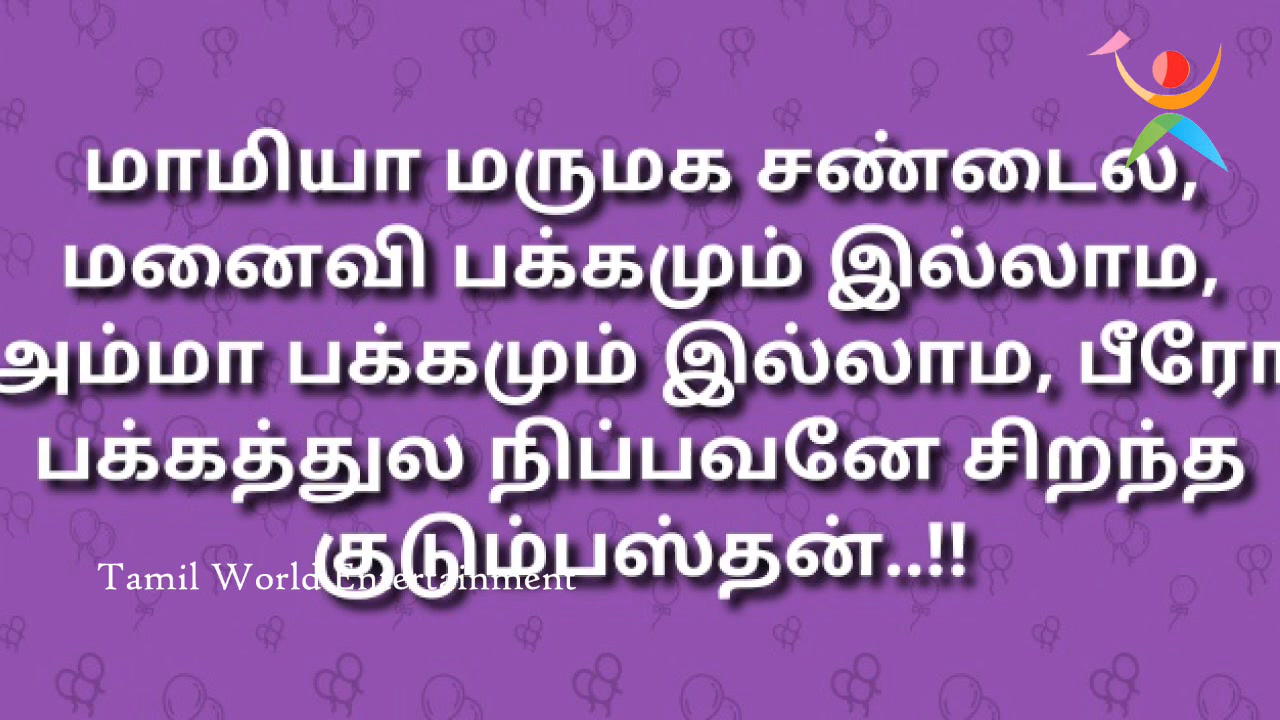 மாமியா மருமக சண்டைல,
மனைவி பக்கமும் இல்லாம,
அம்மா பக்கமும் இல்லாம, பீரோ
பக்கத்துல நிப்பவனே சிறந்த
குடும்பஸ்தன்..!!
Tamil World Entertainment